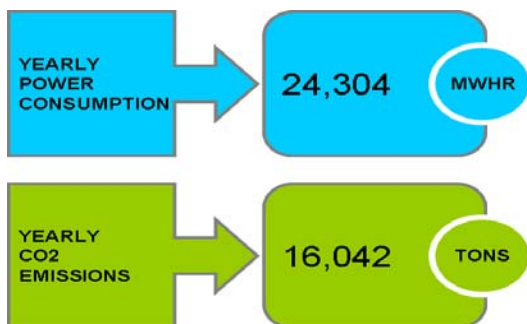 YEARLY
POWER
CONSUMPTION
24,304
MWHR
YEARLY
CO2
EMISSIONS
16,042
TONS